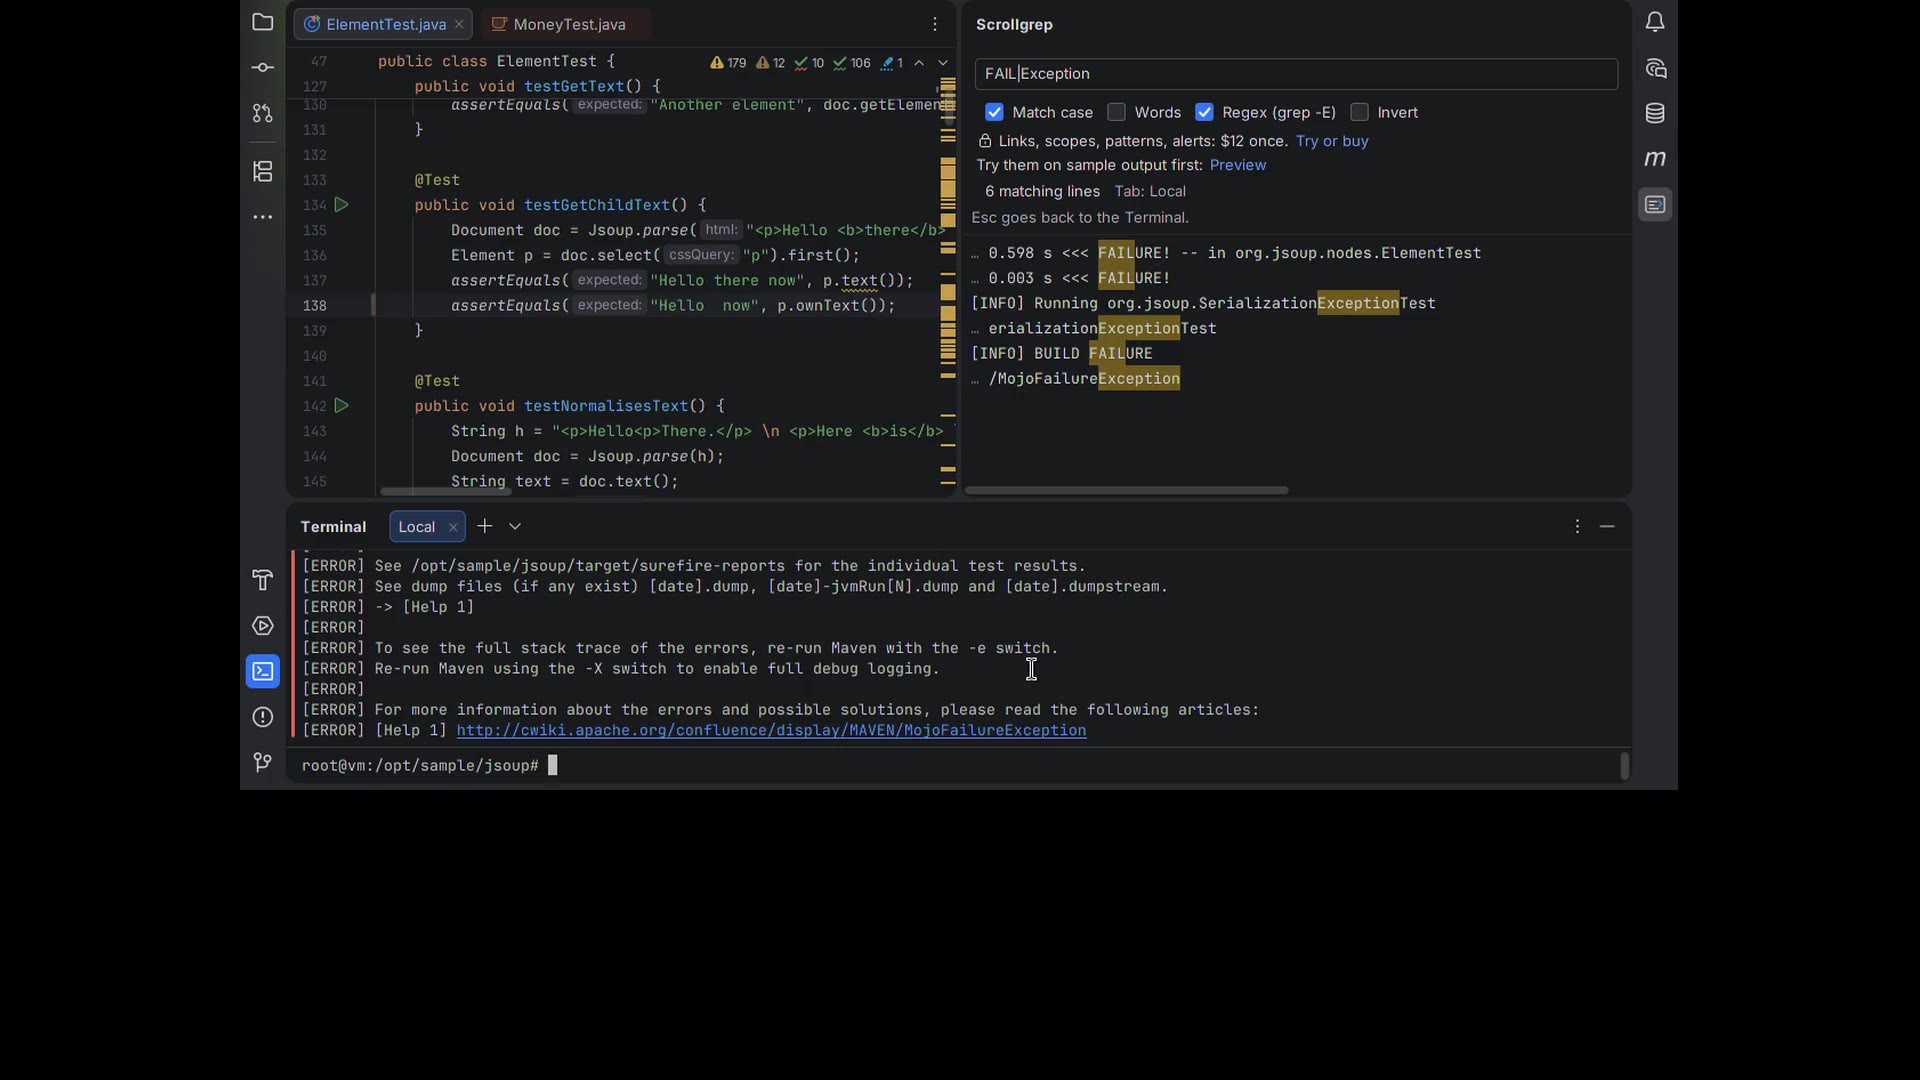 ElementTest.java
MoneyTest.java
47 public class ElementTest {
179 12 10 106 1
127 public void testGetText() {
130 assertEquals( expected: "Another element", doc.getElemen
131 }
132
133 @Test
134 public void testGetChildText() {
135 Document doc = Jsoup.parse( html: "<p>Hello <b>there</b>
136 Element p = doc.select( cssQuery: "p").first();
137 assertEquals( expected: "Hello there now", p.text());
138 assertEquals( expected: "Hello  now", p.ownText());
139 }
140
141 @Test
142 public void testNormalisesText() {
143 String h = "<p>Hello<p>There.</p> \n <p>Here <b>is</b>
144 Document doc = Jsoup.parse(h);
145 String text = doc.text();
Scrollgrep
FAIL|Exception
Match case Words Regex (grep -E) Invert
Links, scopes, patterns, alerts: $12 once. Try or buy
Try them on sample output first: Preview
6 matching lines Tab: Local
Esc goes back to the Terminal.
… 0.598 s <<< FAILURE! -- in org.jsoup.nodes.ElementTest
… 0.003 s <<< FAILURE!
[INFO] Running org.jsoup.SerializationExceptionTest
… erializationExceptionTest
[INFO] BUILD FAILURE
… /MojoFailureException
Terminal Local
[ERROR] See /opt/sample/jsoup/target/surefire-reports for the individual test results.
[ERROR] See dump files (if any exist) [date].dump, [date]-jvmRun[N].dump and [date].dumpstream.
[ERROR] -> [Help 1]
[ERROR]
[ERROR] To see the full stack trace of the errors, re-run Maven with the -e switch.
[ERROR] Re-run Maven using the -X switch to enable full debug logging.
[ERROR]
[ERROR] For more information about the errors and possible solutions, please read the following articles:
[ERROR] [Help 1] http://cwiki.apache.org/confluence/display/MAVEN/MojoFailureException
root@vm:/opt/sample/jsoup#